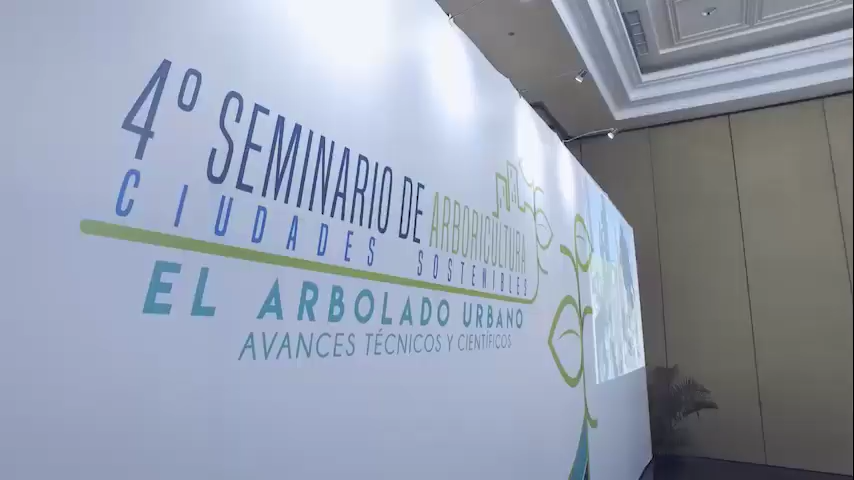 4º SEMINARIO DE ARBORICULTURA
CIUDADES SOSTENIBLES
EL ARBOLADO URBANO
AVANCES TÉCNICOS Y CIENTÍFICOS